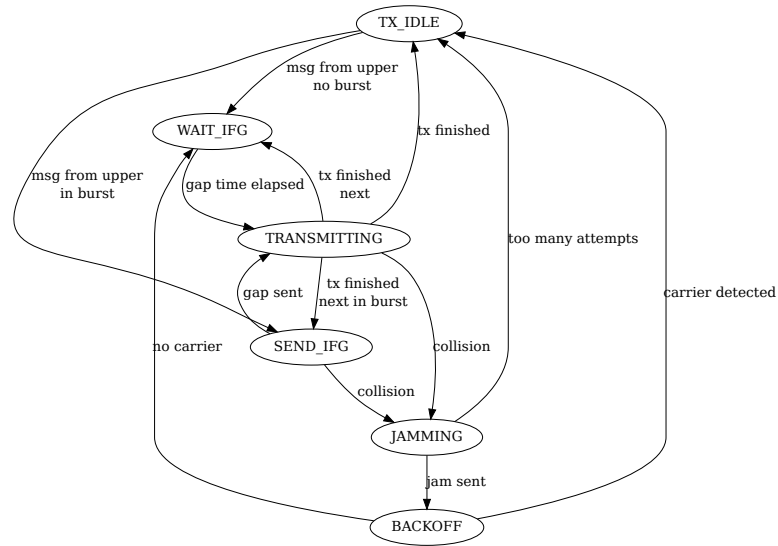 TX_IDLE
msg from upper
no burst
WAIT_IFG
tx finished
msg from upper
in burst
gap time elapsed
tx finished
next
TRANSMITTING
too many attempts
gap sent
tx finished
next in burst
carrier detected
SEND_IFG
no carrier
collision
collision
JAMMING
jam sent
BACKOFF